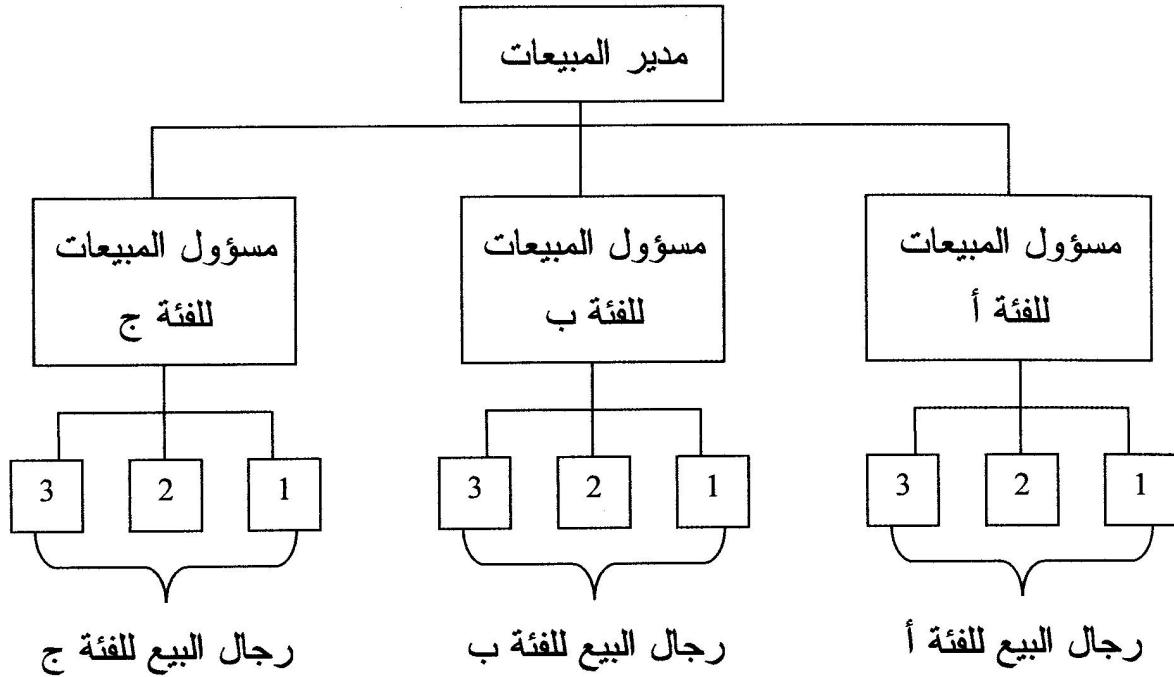 مدير المبيعات
مسؤول المبيعات
للفئة أ
مسؤول المبيعات
للفئة ب
مسؤول المبيعات
للفئة ج
1
2
3
1
2
3
1
2
3
رجال البيع للفئة أ
رجال البيع للفئة ب
رجال البيع للفئة ج